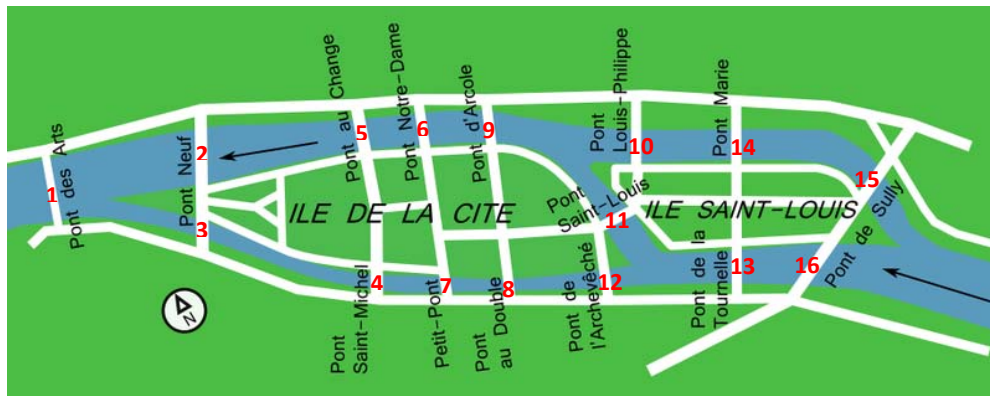 Pont au Change
Pont Notre-Dame
Pont d'Arcole
Pont
Louis-Philippe
Pont Marie
5
6
9
10
14
2
1
Pont des Arts
Pont Neuf
3
15
Pont
Saint-Louis
11
ILE DE LA CITE
ILE SAINT-LOUIS
Pont de Sully
4
7
8
12
13
16
Pont
Saint-Michel
Petit-Pont
Pont
au Double
Pont de
l'Archevêché
Pont de la
Tournelle
N